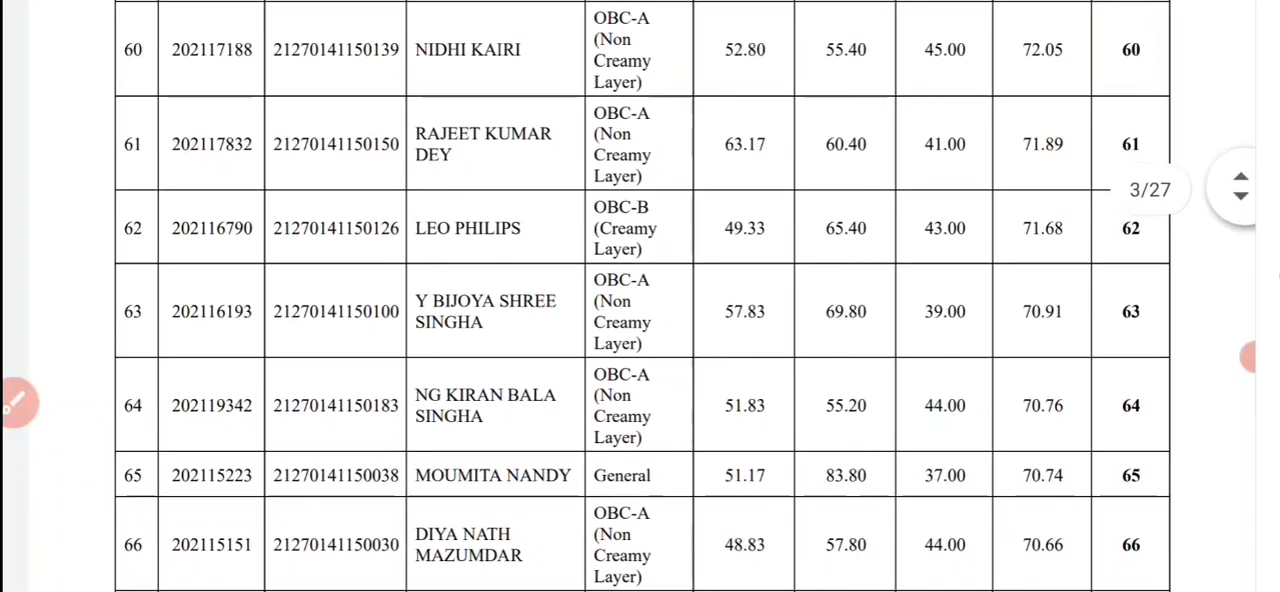 60 202117188 21270141150139 NIDHI KAIRI OBC-A (Non Creamy Layer) 52.80 55.40 45.00 72.05 60
61 202117832 21270141150150 RAJEET KUMAR DEY OBC-A (Non Creamy Layer) 63.17 60.40 41.00 71.89 61
3/27
62 202116790 21270141150126 LEO PHILIPS OBC-B (Creamy Layer) 49.33 65.40 43.00 71.68 62
63 202116193 21270141150100 Y BIJOYA SHREE SINGHA OBC-A (Non Creamy Layer) 57.83 69.80 39.00 70.91 63
64 202119342 21270141150183 NG KIRAN BALA SINGHA OBC-A (Non Creamy Layer) 51.83 55.20 44.00 70.76 64
65 202115223 21270141150038 MOUMITA NANDY General 51.17 83.80 37.00 70.74 65
66 202115151 21270141150030 DIYA NATH MAZUMDAR OBC-A (Non Creamy Layer) 48.83 57.80 44.00 70.66 66